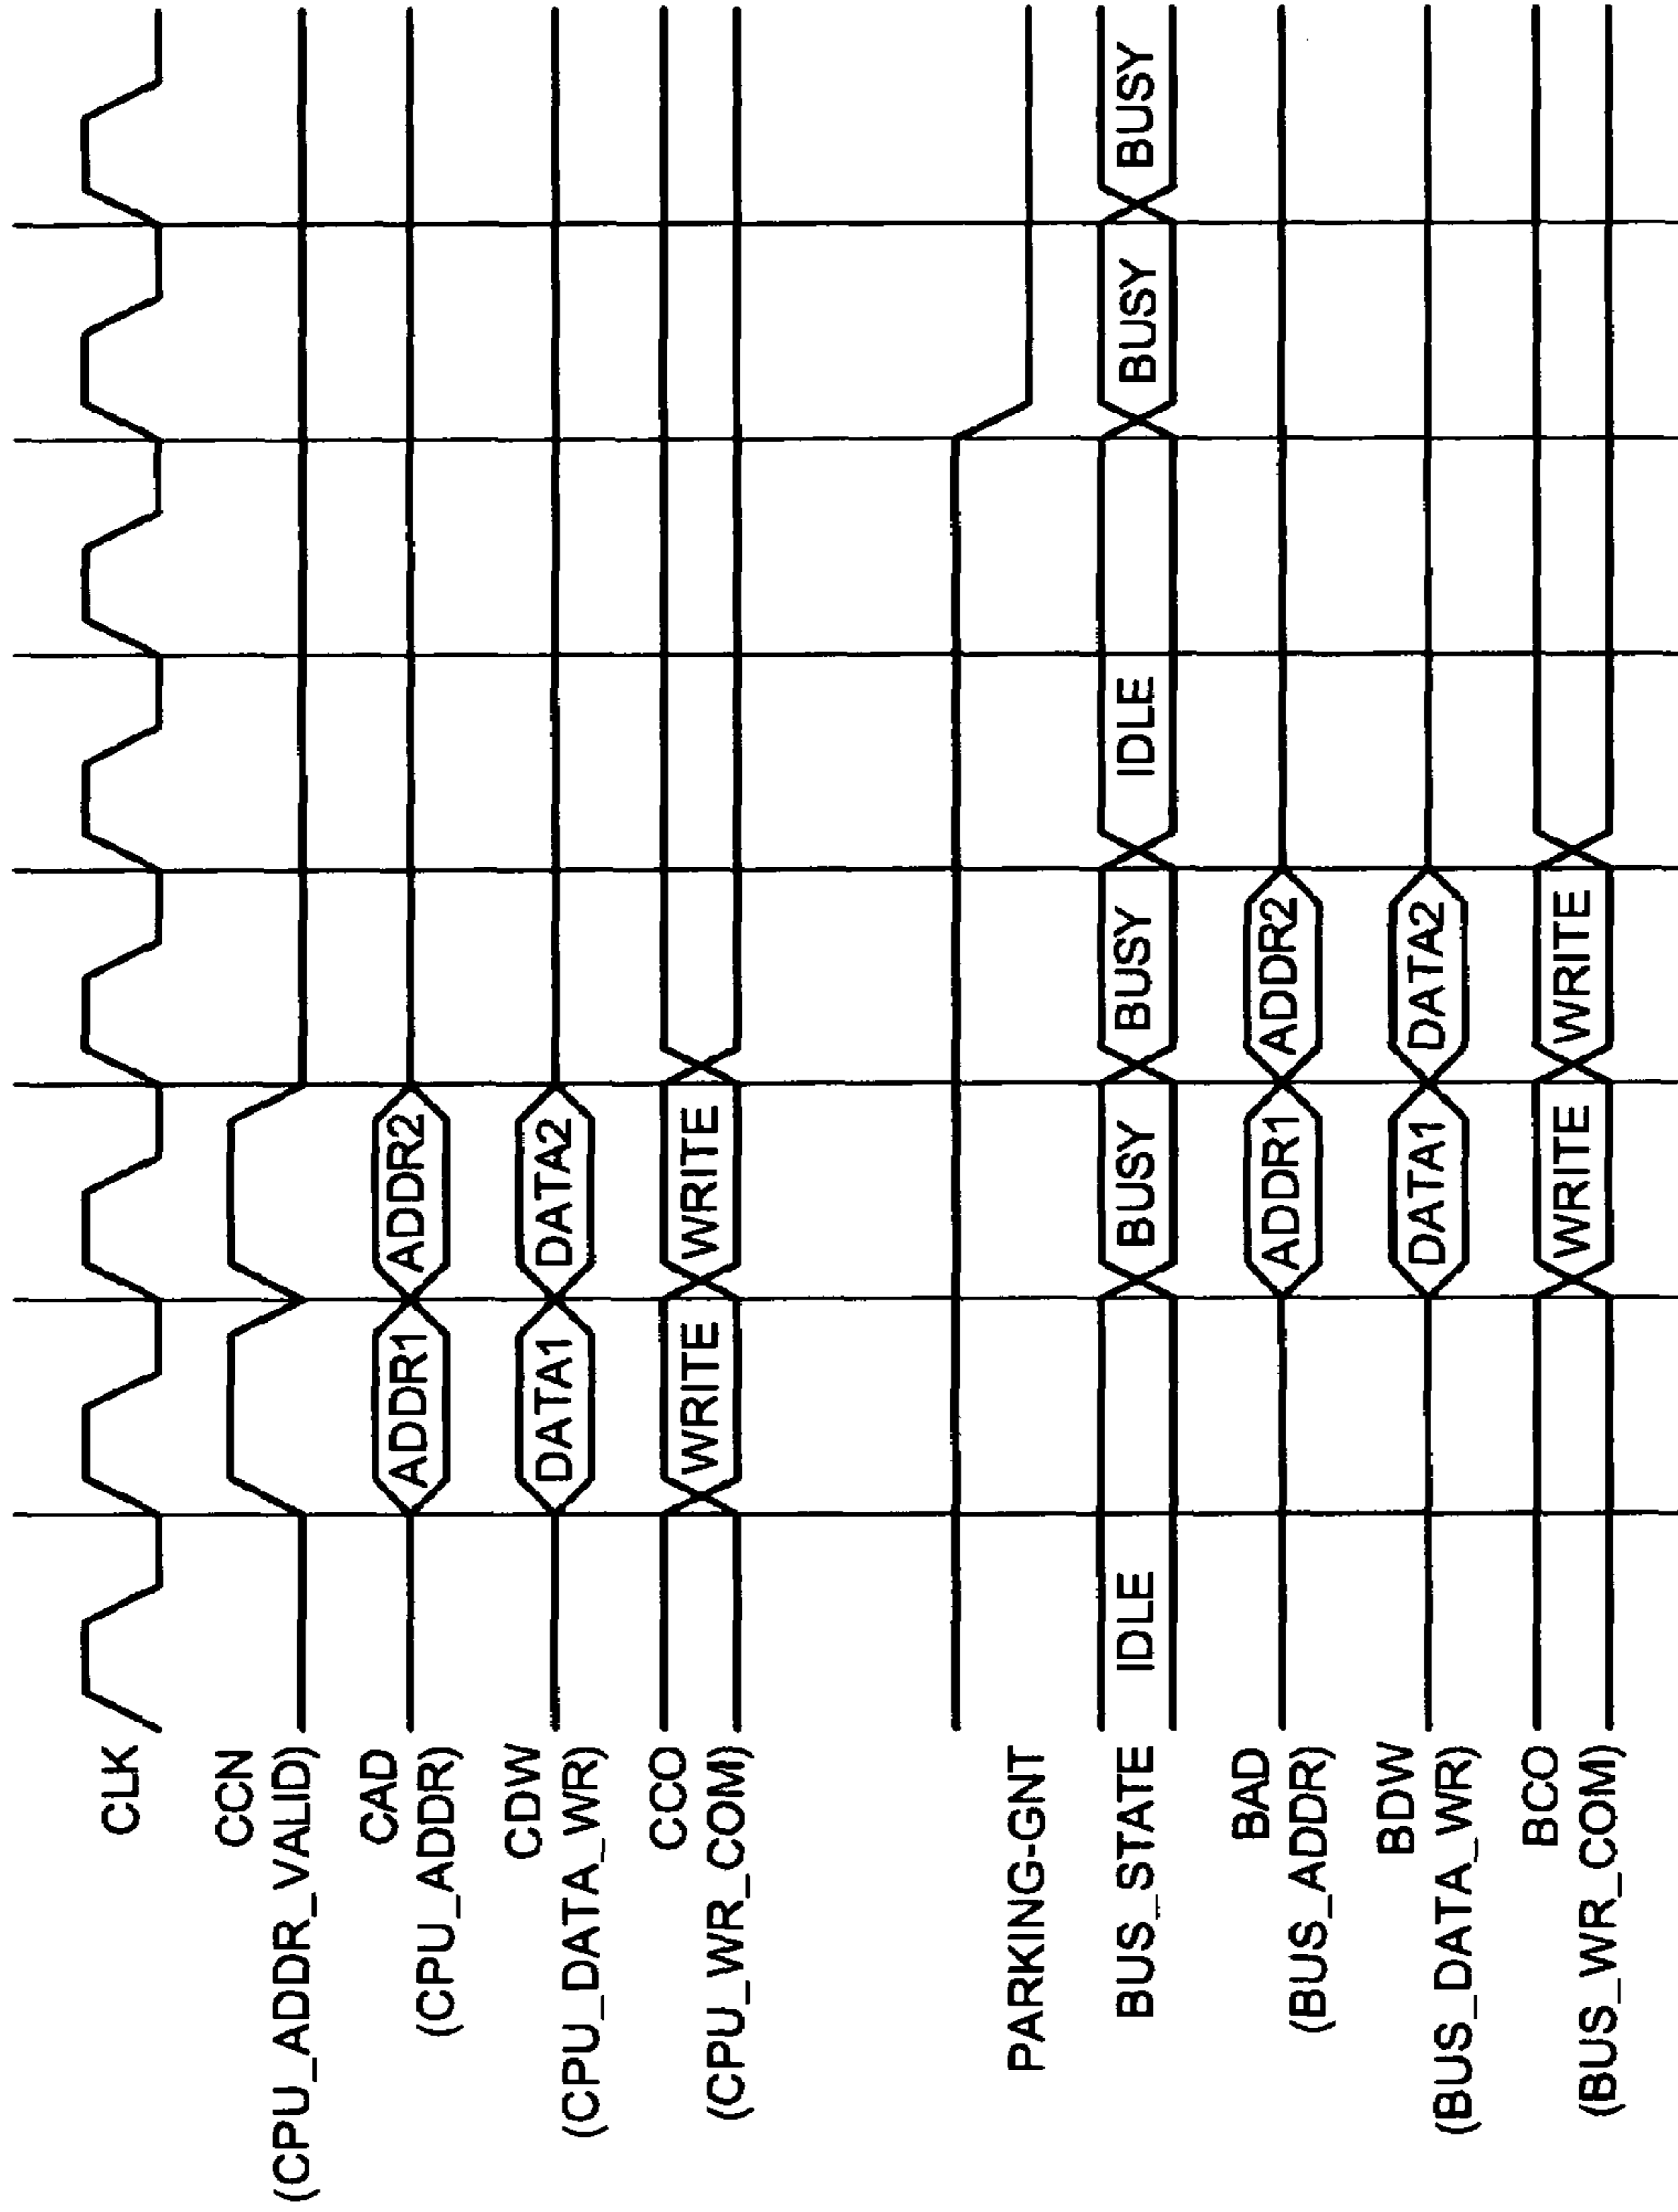 CLK
CCN
(CPU_ADDR_VALID)
CAD
(CPU_ADDR)
ADDR1 ADDR2
CDW
(CPU_DATA_WR)
DATA1 DATA2
CCO
(CPU_WR_COM)
WRITE WRITE
PARKING-GNT
BUS_STATE
IDLE BUSY BUSY IDLE BUSY BUSY
BAD
(BUS_ADDR)
ADDR1 ADDR2
BDW
(BUS_DATA_WR)
DATA1 DATA2
BCO
(BUS_WR_COM)
WRITE WRITE